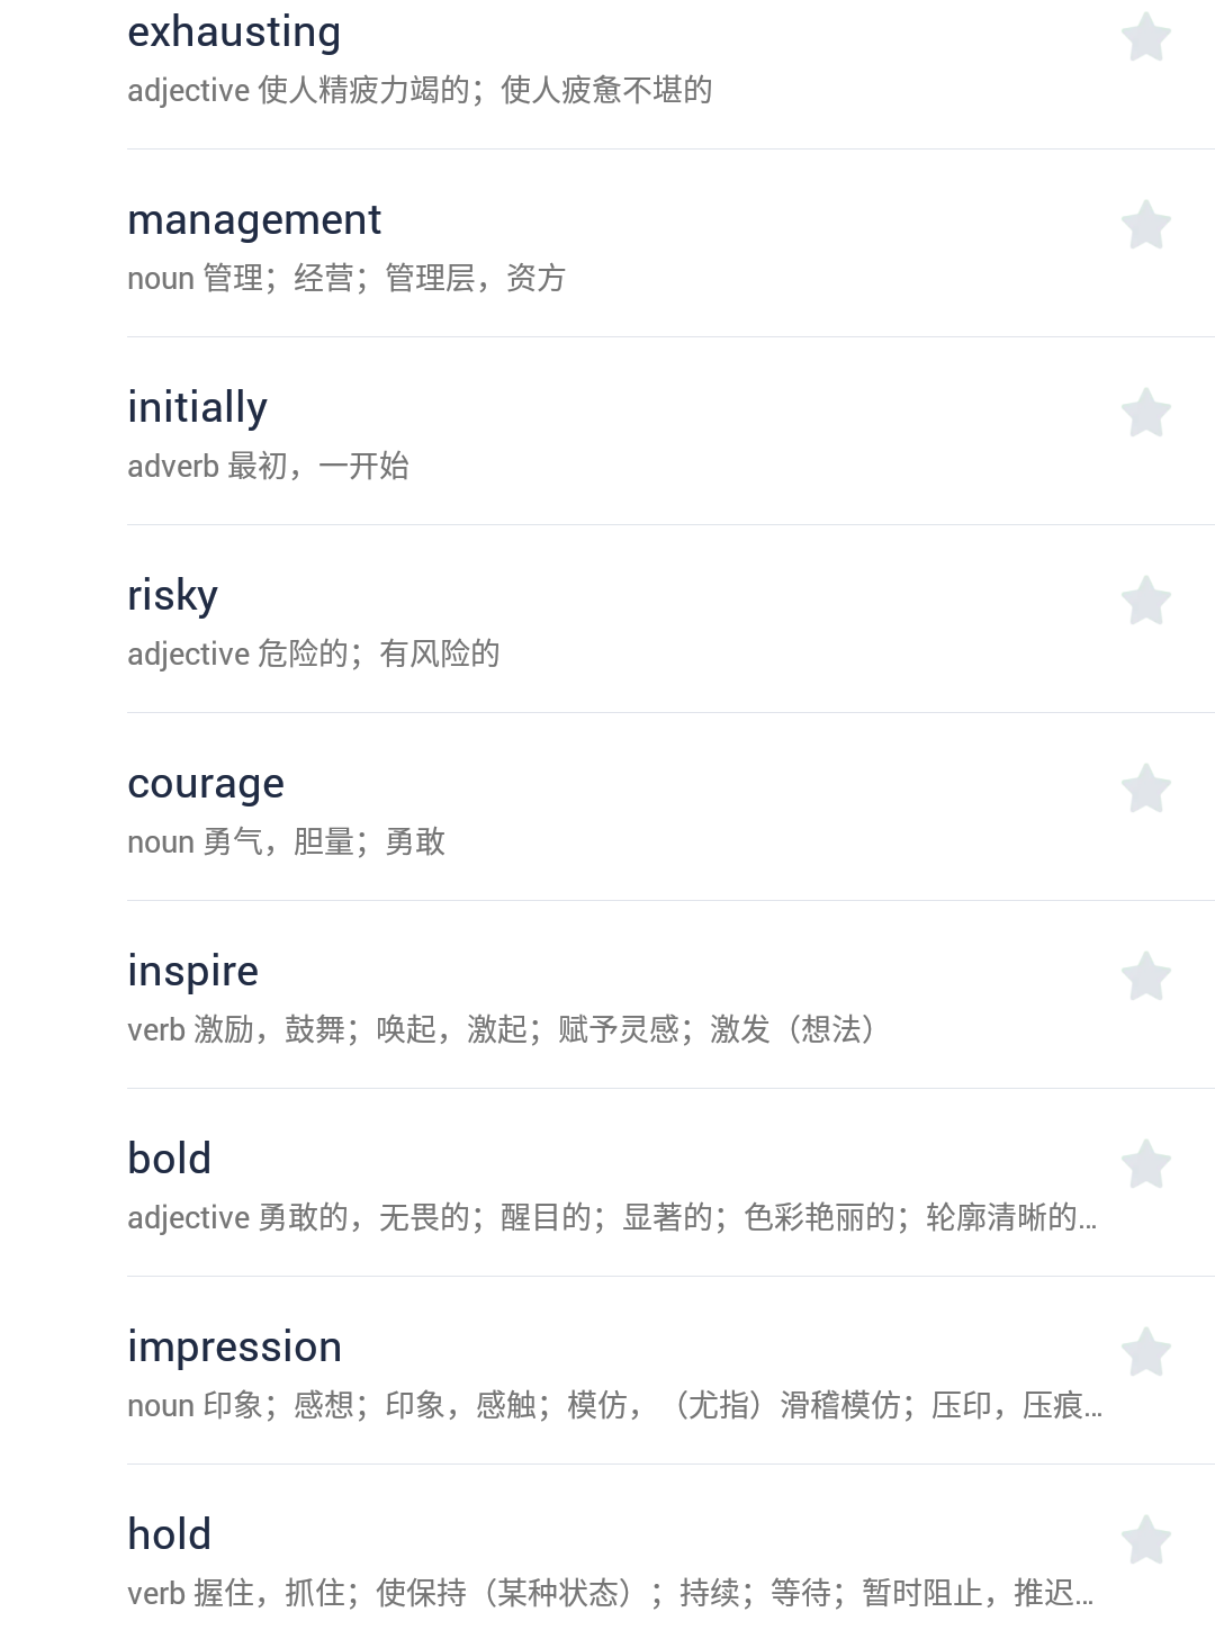 exhausting
adjective 使人精疲力竭的；使人疲惫不堪的
management
noun 管理；经营；管理层，资方
initially
adverb 最初，一开始
risky
adjective 危险的；有风险的
courage
noun 勇气，胆量；勇敢
inspire
verb 激励，鼓舞；唤起，激起；赋予灵感；激发（想法）
bold
adjective 勇敢的，无畏的；醒目的；显著的；色彩艳丽的；轮廓清晰的…
impression
noun 印象；感想；印象，感触；模仿，（尤指）滑稽模仿；压印，压痕…
hold
verb 握住，抓住；使保持（某种状态）；持续；等待；暂时阻止，推迟…